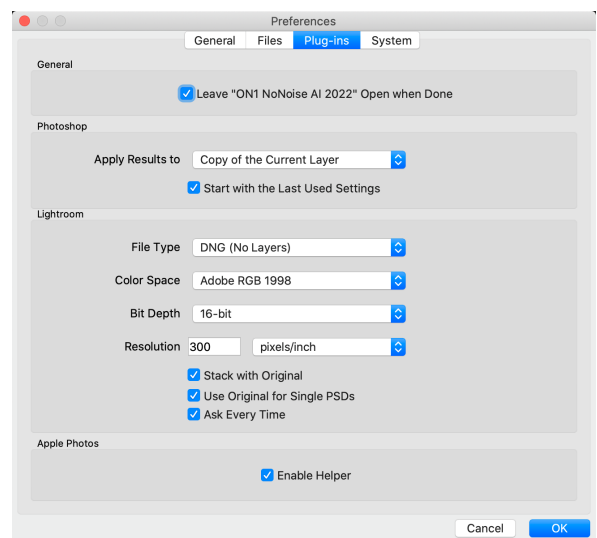 Preferences
General Files Plug-ins System
General
Leave "ON1 NoNoise AI 2022" Open when Done
Photoshop
Apply Results to Copy of the Current Layer
Start with the Last Used Settings
Lightroom
File Type DNG (No Layers)
Color Space Adobe RGB 1998
Bit Depth 16-bit
Resolution 300 pixels/inch
Stack with Original
Use Original for Single PSDs
Ask Every Time
Apple Photos
Enable Helper
Cancel OK